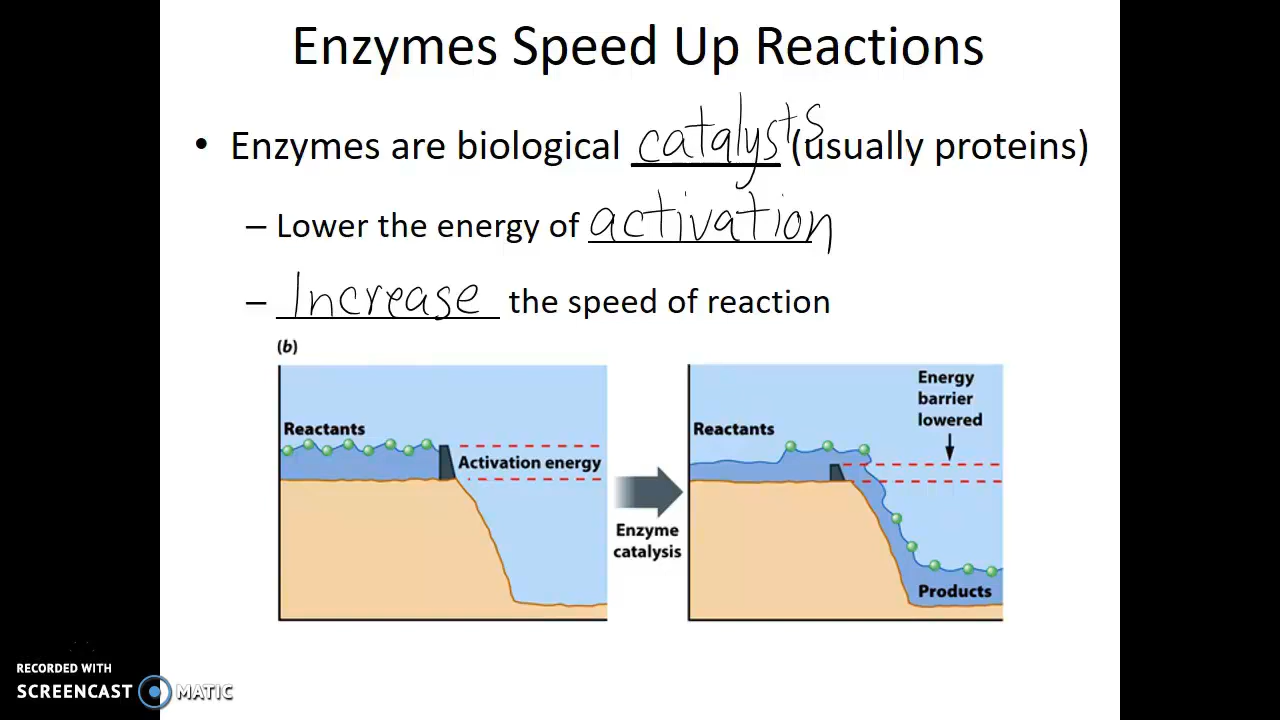 Enzymes Speed Up Reactions
• Enzymes are biological catalysts (usually proteins)
– Lower the energy of activation
– Increase the speed of reaction
(b)
Reactants
Activation energy
Enzyme
catalysis
Energy
barrier
lowered
Reactants
Products
RECORDED WITH
SCREENCAST MATIC